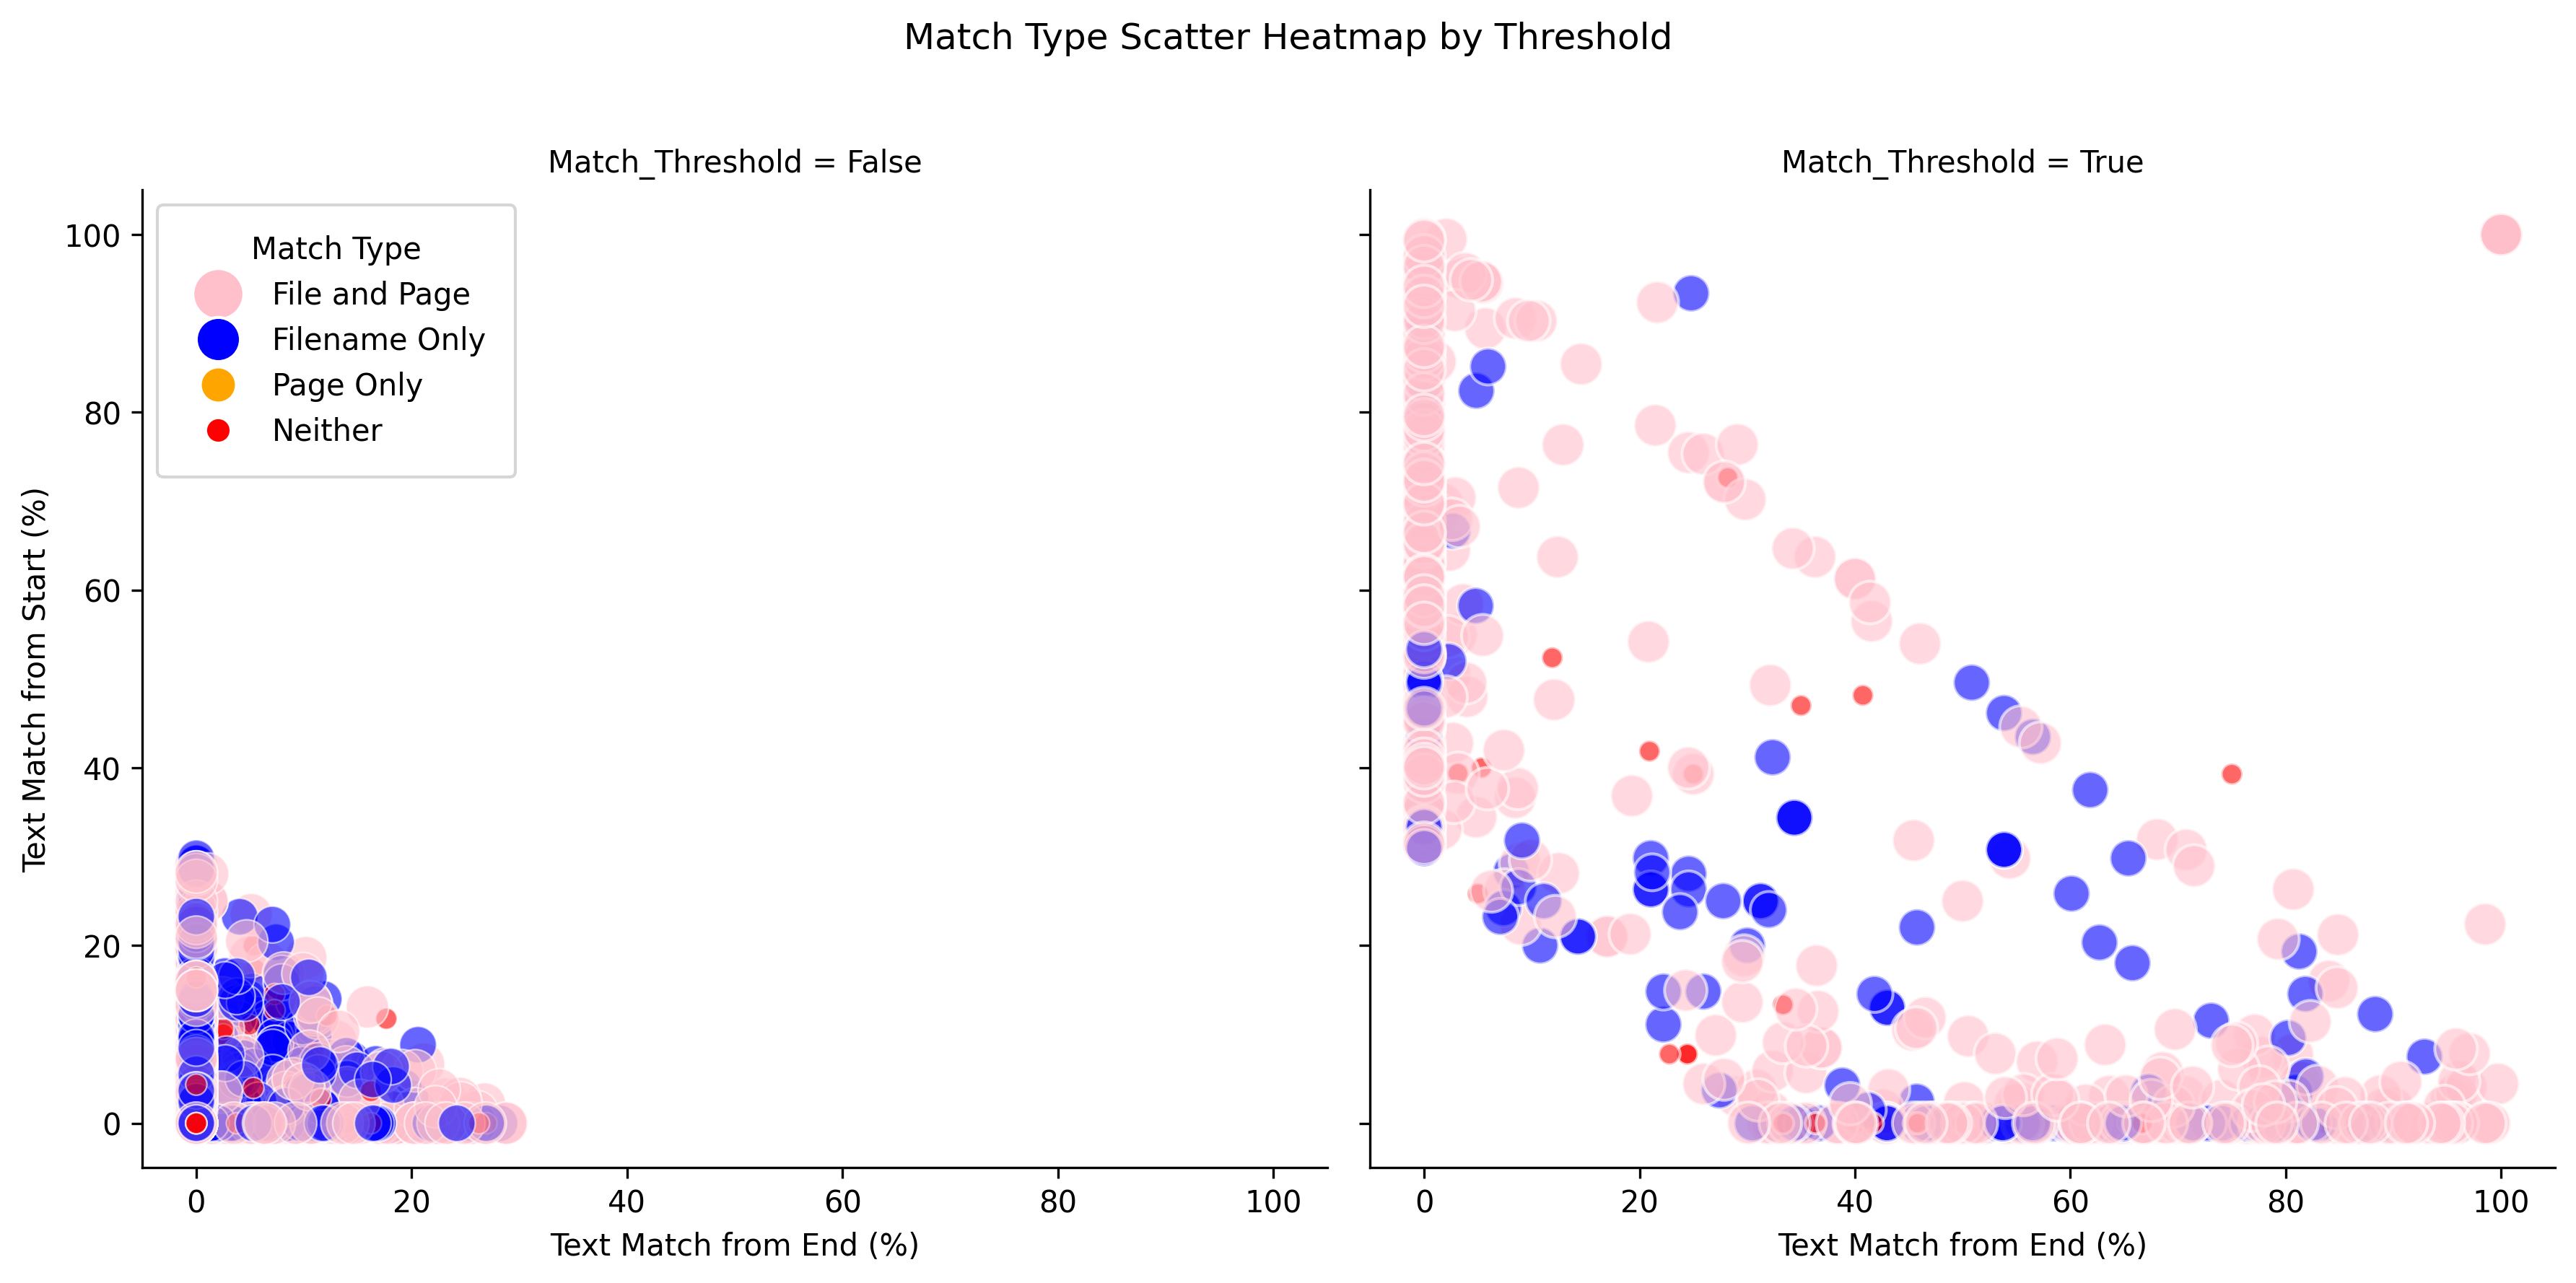 Match Type Scatter Heatmap by Threshold
Match_Threshold = False
Match_Threshold = True
Match Type
File and Page
Filename Only
Page Only
Neither
Text Match from Start (%)
100
80
60
40
20
0
0 20 40 60 80 100
0 20 40 60 80 100
Text Match from End (%)
Text Match from End (%)